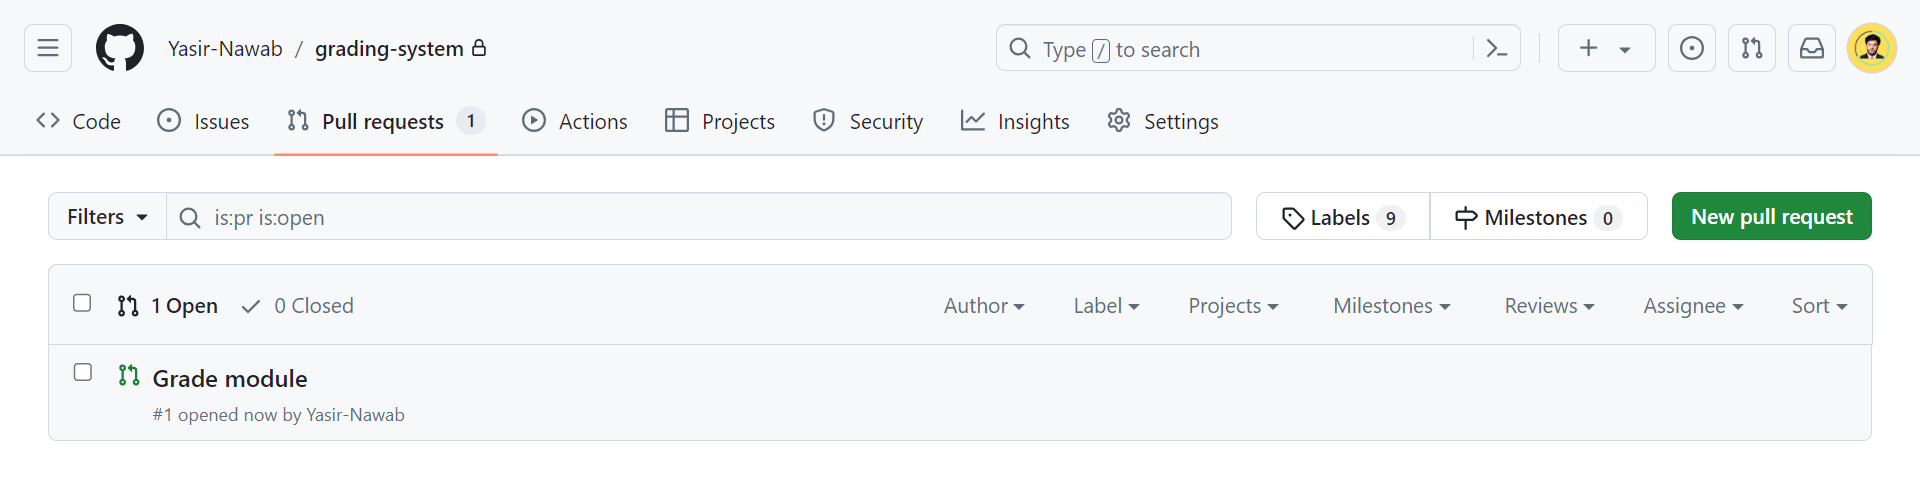 Yasir-Nawab / grading-system
Type / to search
Code Issues Pull requests 1 Actions Projects Security Insights Settings
Filters is:pr is:open Labels 9 Milestones 0 New pull request
1 Open 0 Closed Author Label Projects Milestones Reviews Assignee Sort
Grade module
#1 opened now by Yasir-Nawab